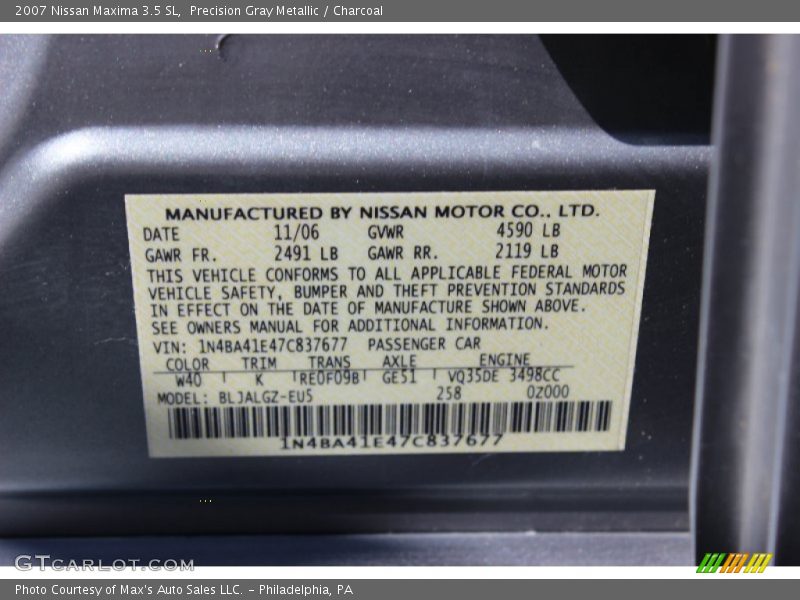 2007 Nissan Maxima 3.5 SL, Precision Gray Metallic / Charcoal
MANUFACTURED BY NISSAN MOTOR CO., LTD.
DATE 11/06 GVWR 4590 LB
GAWR FR. 2491 LB GAWR RR. 2119 LB
THIS VEHICLE CONFORMS TO ALL APPLICABLE FEDERAL MOTOR
VEHICLE SAFETY, BUMPER AND THEFT PREVENTION STANDARDS
IN EFFECT ON THE DATE OF MANUFACTURE SHOWN ABOVE.
SEE OWNERS MANUAL FOR ADDITIONAL INFORMATION.
VIN: 1N4BA41E47C837677 PASSENGER CAR
COLOR TRIM TRANS AXLE ENGINE
W40 K RE0F09B GE51 VQ35DE 3498CC
MODEL: BLJALGZ-EU5 258 0Z000
1N4BA41E47C837677
GTCARLOT.COM
Photo Courtesy of Max's Auto Sales LLC. – Philadelphia, PA